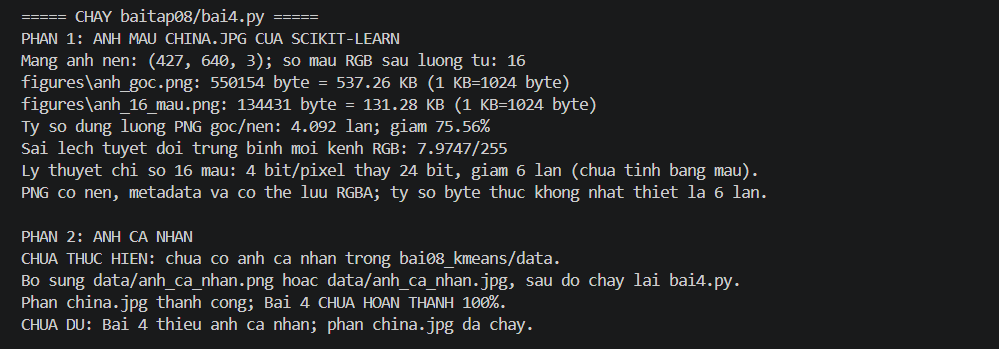 ===== CHAY baitap08/bai4.py =====
PHAN 1: ANH MAU CHINA.JPG CUA SCIKIT-LEARN
Mang anh nen: (427, 640, 3); so mau RGB sau luong tu: 16
figures\anh_goc.png: 550154 byte = 537.26 KB (1 KB=1024 byte)
figures\anh_16_mau.png: 134431 byte = 131.28 KB (1 KB=1024 byte)
Ty so dung luong PNG goc/nen: 4.092 lan; giam 75.56%
Sai lech tuyet doi trung binh moi kenh RGB: 7.9747/255
Ly thuyet chi so 16 mau: 4 bit/pixel thay 24 bit, giam 6 lan (chua tinh bang mau).
PNG co nen, metadata va co the luu RGBA; ty so byte thuc khong nhat thiet la 6 lan.

PHAN 2: ANH CA NHAN
CHUA THUC HIEN: chua co anh ca nhan trong bai08_kmeans/data.
Bo sung data/anh_ca_nhan.png hoac data/anh_ca_nhan.jpg, sau do chay lai bai4.py.
Phan china.jpg thanh cong; Bai 4 CHUA HOAN THANH 100%.
CHUA DU: Bai 4 thieu anh ca nhan; phan china.jpg da chay.